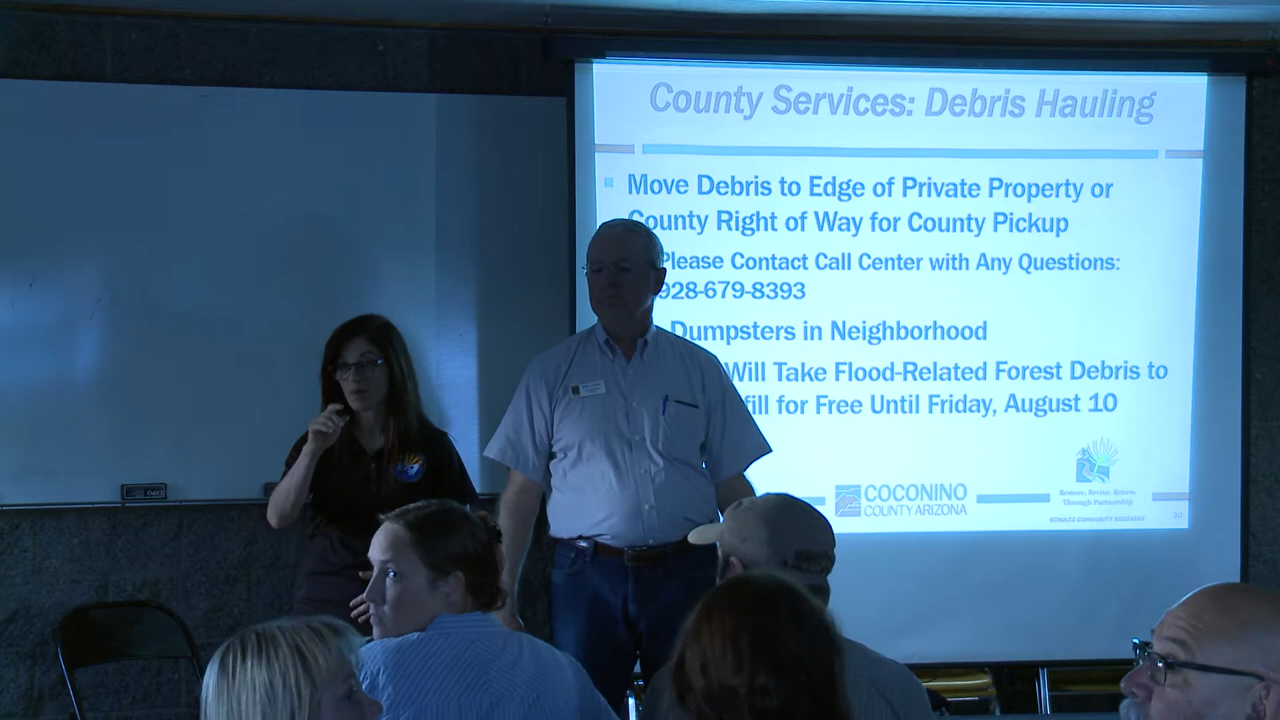 County Services: Debris Hauling
Move Debris to Edge of Private Property or
County Right of Way for County Pickup
Please Contact Call Center with Any Questions:
928-679-8393
Dumpsters in Neighborhood
Will Take Flood-Related Forest Debris to
fill for Free Until Friday, August 10
COCONINO
COUNTY ARIZONA
Restore, Revive, Renew,
Through Partnership
SCHULTZ COMMUNITY RECOVERY
30